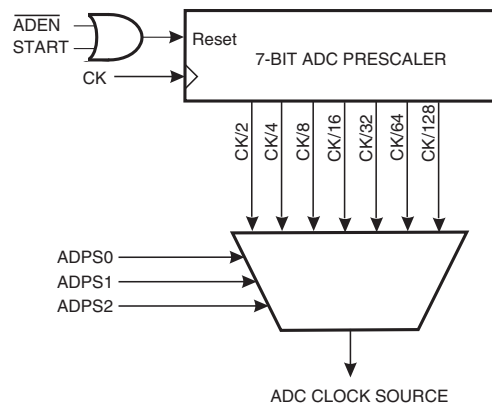 ADEN
START
Reset
CK
7-BIT ADC PRESCALER
CK/2
CK/4
CK/8
CK/16
CK/32
CK/64
CK/128
ADPS0
ADPS1
ADPS2
ADC CLOCK SOURCE